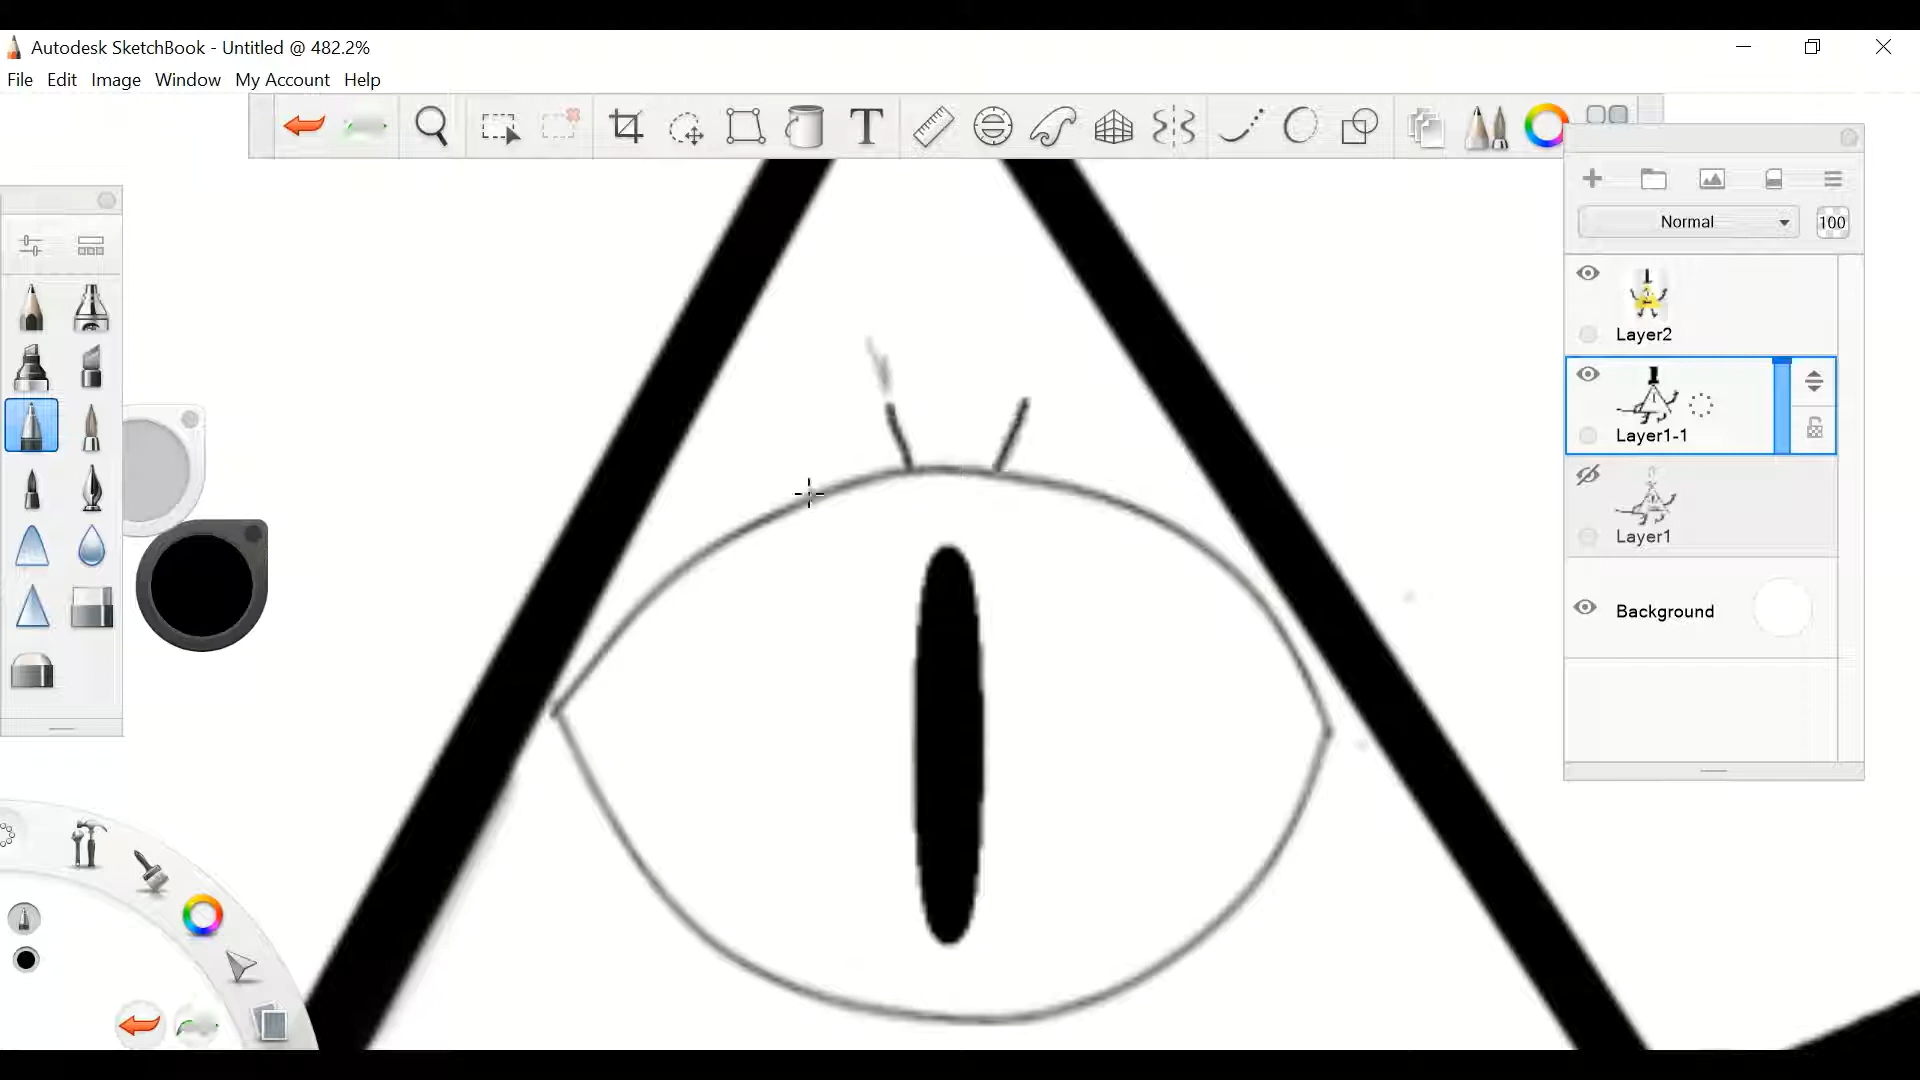 Autodesk SketchBook - Untitled @ 482.2%
File Edit Image Window My Account Help
T
Normal 100
Layer2
Layer1-1
Layer1
Background